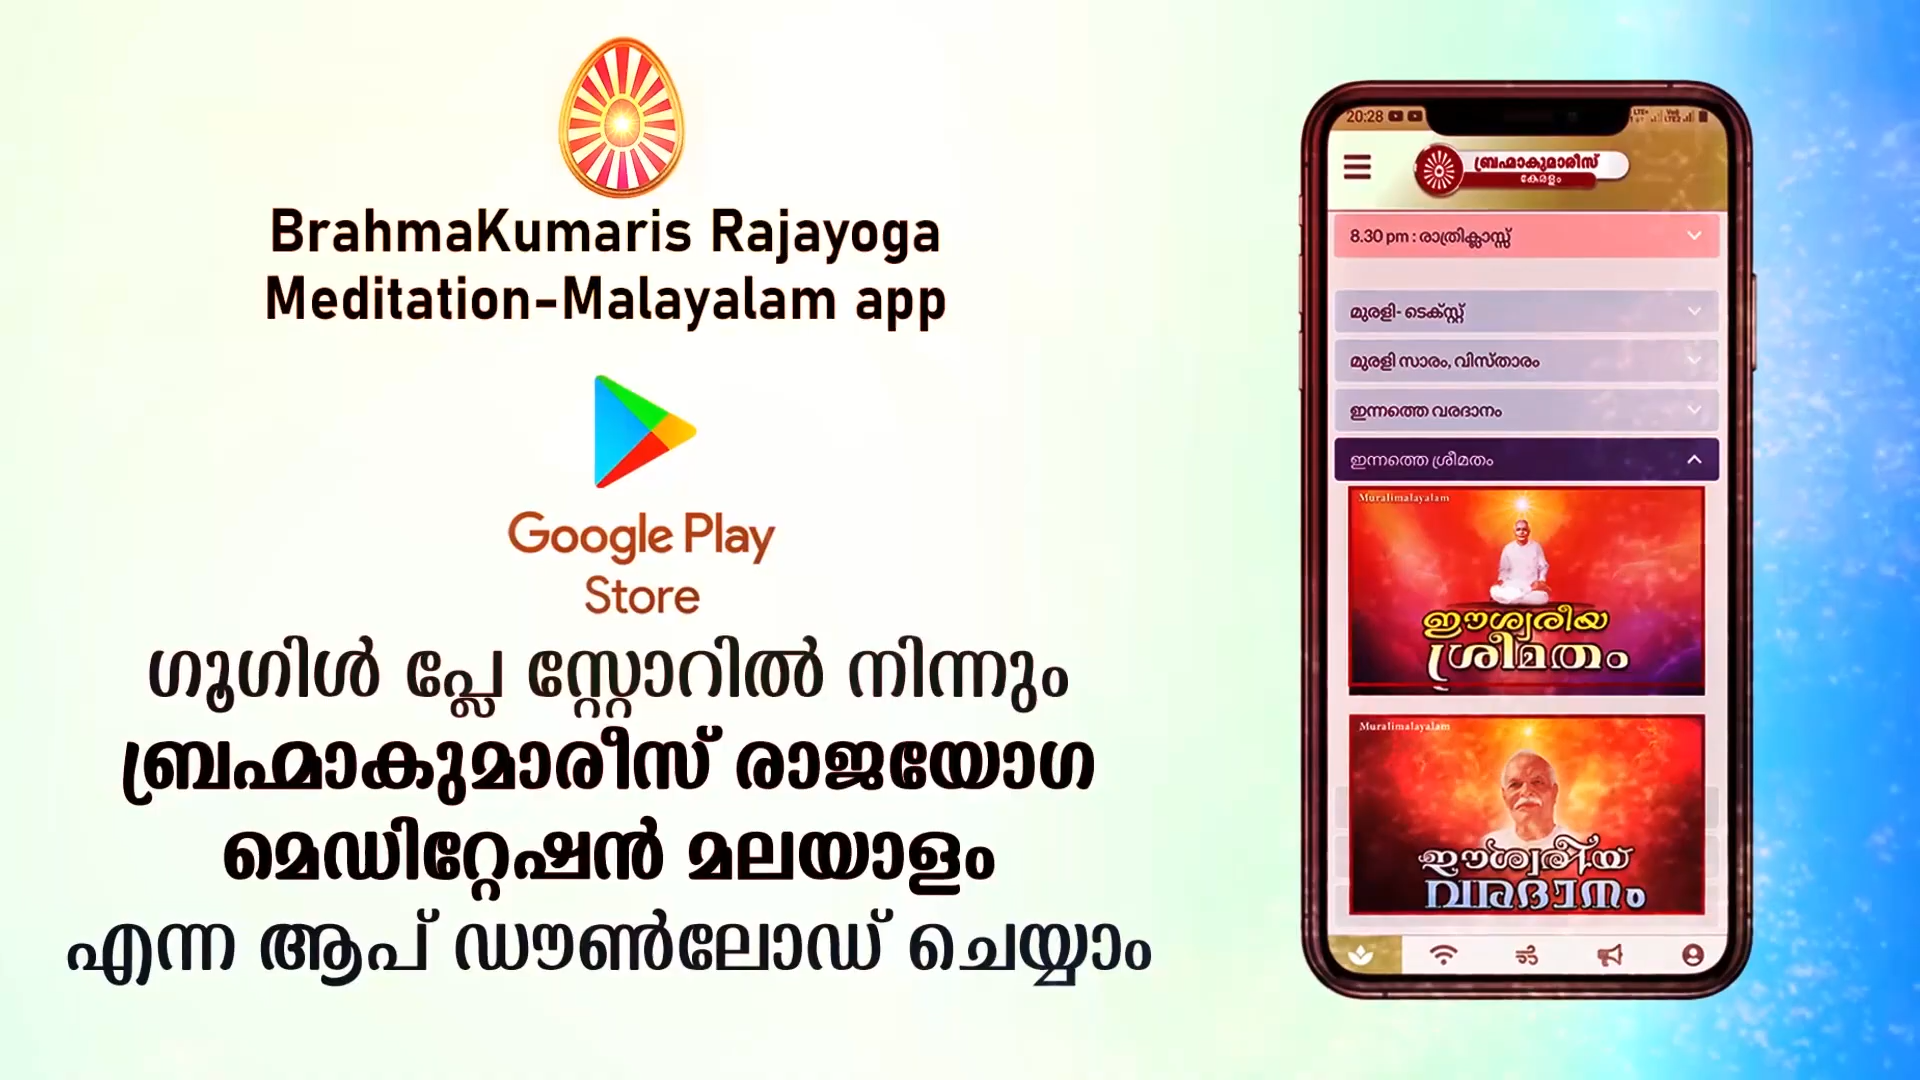 BrahmaKumaris Rajayoga
Meditation-Malayalam app
Google Play
Store
ഗൂഗിൾ പ്ലേ സ്റ്റോറിൽ നിന്നും
ബ്രഹ്മാകുമാരീസ് രാജയോഗ
മെഡിറ്റേഷൻ മലയാളം
എന്ന ആപ് ഡൗൺലോഡ് ചെയ്യാം
20:28
ബ്രഹ്മാകുമാരീസ്
കേരളം
8.30 pm : രാത്രിക്ലാസ്സ്
മുരളി- ടെക്സ്റ്റ്
മുരളി സാരം, വിസ്താരം
ഇന്നത്തെ വരദാനം
ഇന്നത്തെ ശ്രീമതം
Muralimalayalam
ഈശ്വരീയ
ശ്രീമതം
Muralimalayalam
ഈശ്വരീയ
വരദാനം